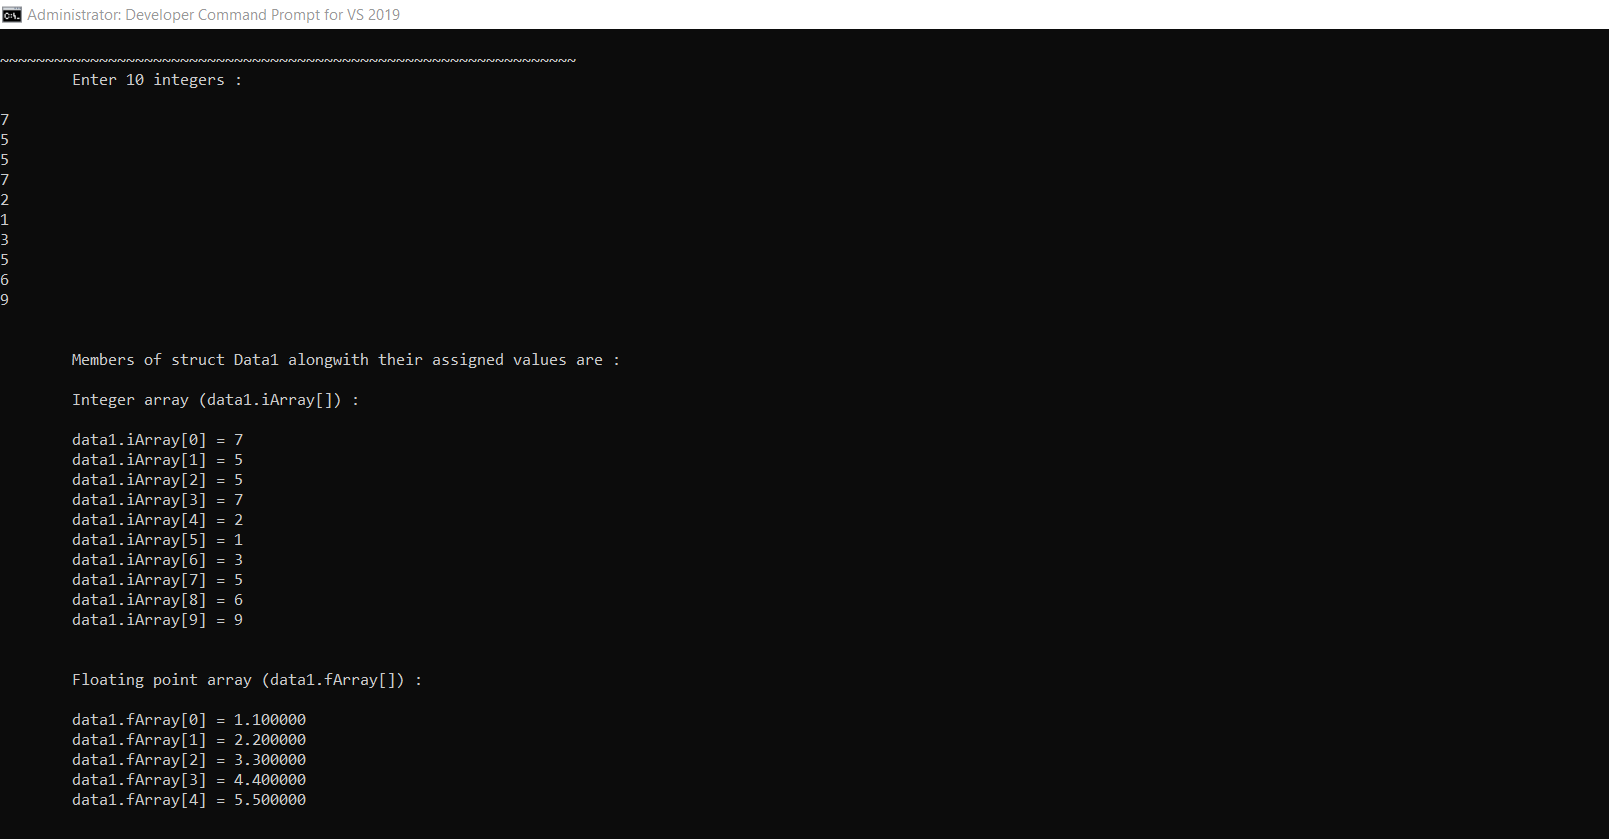 Administrator: Developer Command Prompt for VS 2019
~~~~~~~~~~~~~~~~~~~~~~~~~~~~~~~~~~~~~~~~~~~~~~~~~~~~~~~~~~~~~~~~
Enter 10 integers :
7
5
5
7
2
1
3
5
6
9
Members of struct Data1 alongwith their assigned values are :
Integer array (data1.iArray[]) :
data1.iArray[0] = 7
data1.iArray[1] = 5
data1.iArray[2] = 5
data1.iArray[3] = 7
data1.iArray[4] = 2
data1.iArray[5] = 1
data1.iArray[6] = 3
data1.iArray[7] = 5
data1.iArray[8] = 6
data1.iArray[9] = 9
Floating point array (data1.fArray[]) :
data1.fArray[0] = 1.100000
data1.fArray[1] = 2.200000
data1.fArray[2] = 3.300000
data1.fArray[3] = 4.400000
data1.fArray[4] = 5.500000